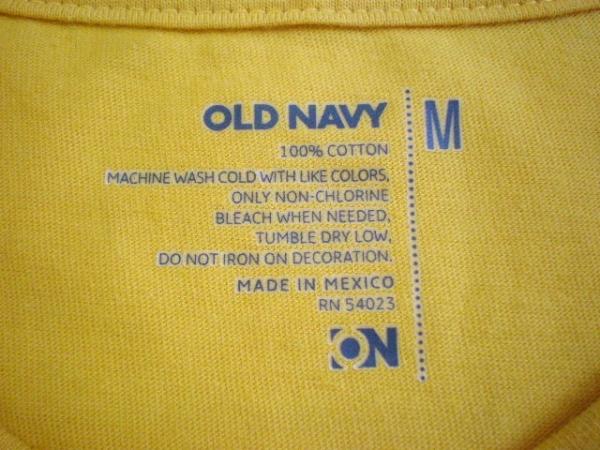 OLD NAVY
M
100% COTTON
MACHINE WASH COLD WITH LIKE COLORS,
ONLY NON-CHLORINE
BLEACH WHEN NEEDED,
TUMBLE DRY LOW,
DO NOT IRON ON DECORATION.
MADE IN MEXICO
RN 54023
ON